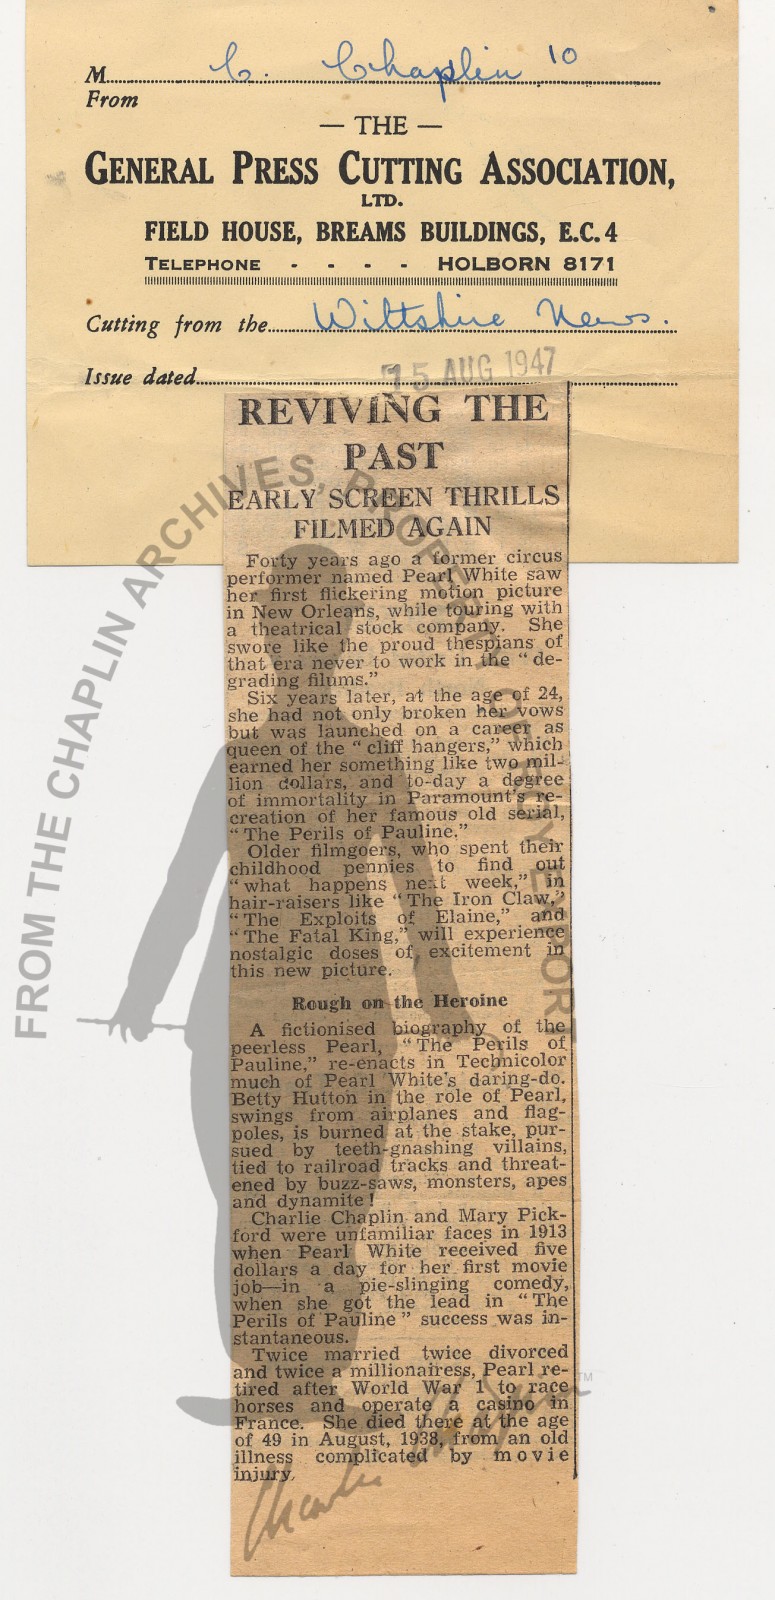 M C. Chaplin 10
From
— THE —
GENERAL PRESS CUTTING ASSOCIATION,
LTD.
FIELD HOUSE, BREAMS BUILDINGS, E.C.4
TELEPHONE - - - - HOLBORN 8171
Cutting from the Wiltshire News.
Issue dated 15 AUG 1947
REVIVING THE
PAST
EARLY SCREEN THRILLS
FILMED AGAIN
Forty years ago a former circus
performer named Pearl White saw
her first flickering motion picture
in New Orleans, while touring with
a theatrical stock company. She
swore like the proud thespians of
that era never to work in the “de-
grading filums.”
Six years later, at the age of 24,
she had not only broken her vows
but was launched on a career as
queen of the “cliff hangers,” which
earned her something like two mil-
lion dollars, and to-day a degree
of immortality in Paramount's re-
creation of her famous old serial,
“The Perils of Pauline.”
Older filmgoers, who spent their
childhood pennies to find out
“what happens next week,” in
hair-raisers like “The Iron Claw,”
“The Exploits of Elaine,” and
“The Fatal King,” will experience
nostalgic doses of excitement in
this new picture.
Rough on the Heroine
A fictionised biography of the
peerless Pearl, “The Perils of
Pauline,” re-enacts in Technicolor
much of Pearl White's daring-do.
Betty Hutton in the role of Pearl,
swings from airplanes and flag-
poles, is burned at the stake, pur-
sued by teeth-gnashing villains,
tied to railroad tracks and threat-
ened by buzz-saws, monsters, apes
and dynamite!
Charlie Chaplin and Mary Pick-
ford were unfamiliar faces in 1913
when Pearl White received five
dollars a day for her first movie
job—in a pie-slinging comedy,
when she got the lead in “The
Perils of Pauline” success was in-
stantaneous.
Twice married twice divorced
and twice a millionairess, Pearl re-
tired after World War 1 to race
horses and operate a casino in
France. She died there at the age
of 49 in August, 1938, from an old
illness complicated by movie
injury.
FROM THE CHAPLIN ARCHIVES, PROPERTY OF ROY EXPORT
Charlie Chaplin TM